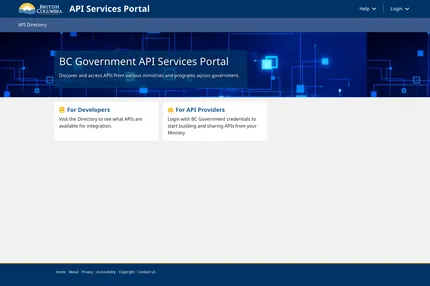 BRITISH
COLUMBIA
API Services Portal
Help
Login
API Directory
BC Government API Services Portal
Discover and access APIs from various ministries and programs across government.
For Developers
Visit the Directory to see what APIs are
available for integration.
For API Providers
Login with BC Government credentials to
start building and sharing APIs from your
Ministry.
Home
About
Privacy
Accessibility
Copyright
Contact Us